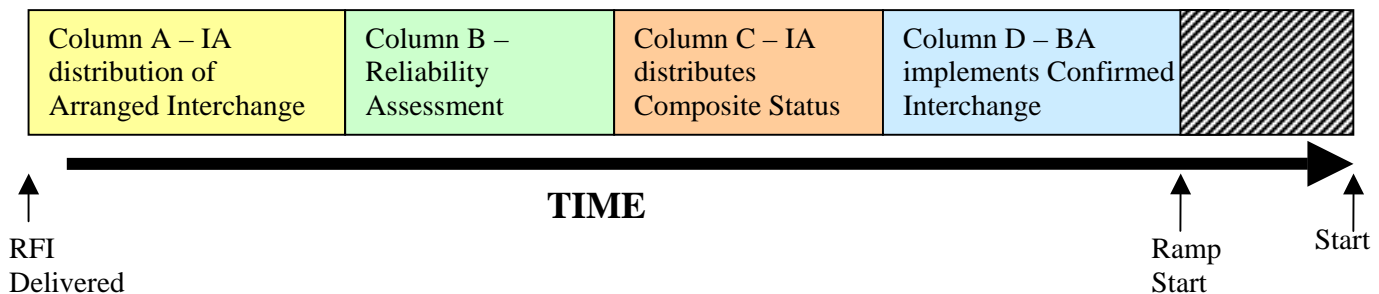 Column A – IA
distribution of
Arranged Interchange
Column B –
Reliability
Assessment
Column C – IA
distributes
Composite Status
Column D – BA
implements Confirmed
Interchange
TIME
RFI
Delivered
Ramp
Start
Start